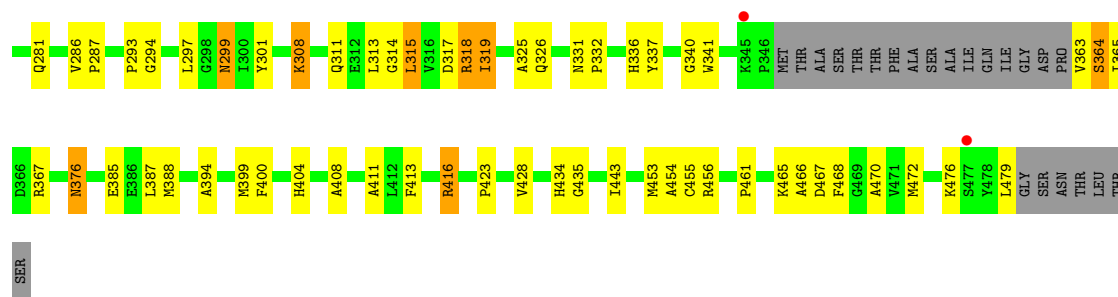 Q281 V286 P287 P293 G294 L297 G298 N299 I300 Y301 K308 Q311 E312 L313 G314 L315 V316 D317 R318 I319 A325 Q326 N331 P332 H336 Y337 G340 W341 K345 P346 MET THR ALA SER THR THR PHE ALA SER ALA ILE GLN ILE GLY ASP PRO V363 S364
D366 R367 N376 E385 E386 L387 M388 A394 M399 F400 H404 A408 A411 L412 F413 R416 P423 V428 H434 G435 I443 M453 A454 C455 R456 P461 K465 A466 D467 F468 G469 A470 V471 M472 K476 S477 Y478 L479 GLY SER ASN THR LEU
SER